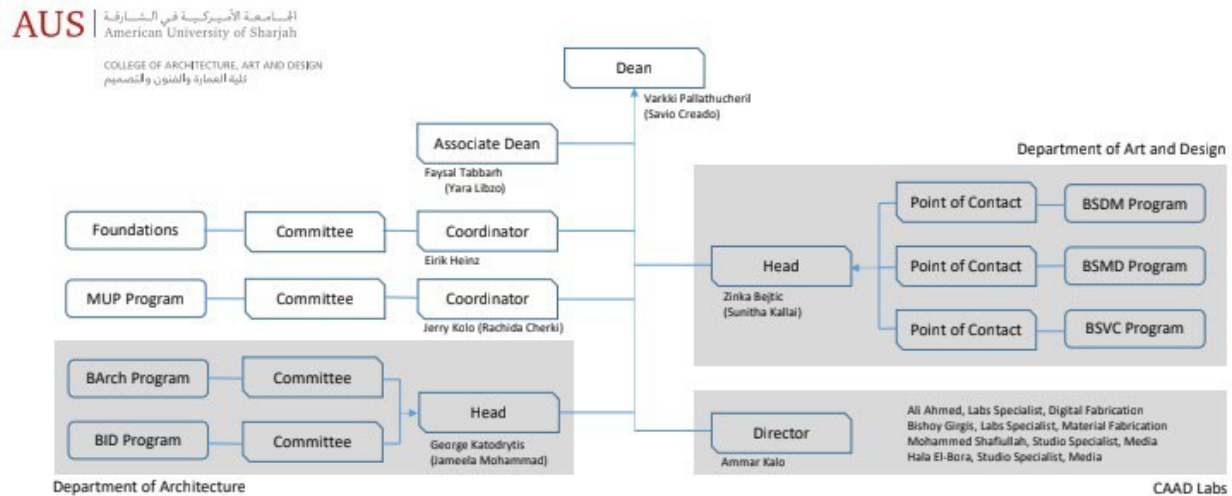 AUS
الجامعة الأميركية في الشارقة
American University of Sharjah
COLLEGE OF ARCHITECTURE, ART AND DESIGN
كلية العمارة والفنون والتصميم
Dean
Varkki Pallathucheril
(Savio Creado)
Associate Dean
Faysal Tabbarh
(Yara Libzo)
Foundations
Committee
Coordinator
Eirik Heinz
MUP Program
Committee
Coordinator
Jerry Kolo (Rachida Cherki)
BArch Program
Committee
BID Program
Committee
Head
George Katodrytis
(Jameela Mohammad)
Department of Architecture
Department of Art and Design
Point of Contact
BSDM Program
Head
Zinka Bejtic
(Sunitha Kallai)
Point of Contact
BSMD Program
Point of Contact
BSVC Program
Director
Ammar Kalo
Ali Ahmed, Labs Specialist, Digital Fabrication
Bishoy Girgis, Labs Specialist, Material Fabrication
Mohammed Shafiullah, Studio Specialist, Media
Hala El-Bora, Studio Specialist, Media
CAAD Labs